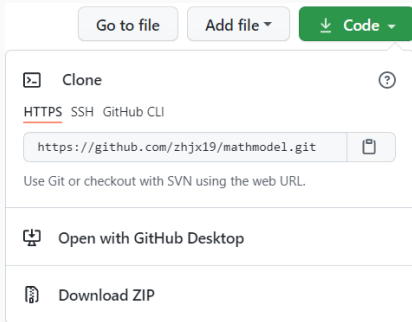 Go to file Add file Code
Clone
HTTPS SSH GitHub CLI
https://github.com/zhjx19/mathmodel.git
Use Git or checkout with SVN using the web URL.
Open with GitHub Desktop
Download ZIP